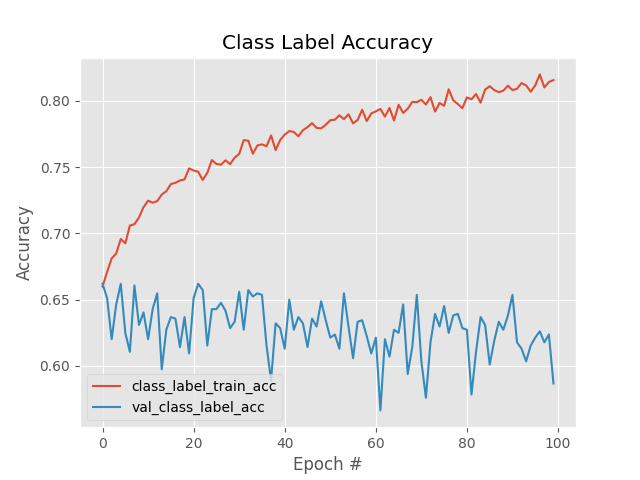 Class Label Accuracy
Accuracy
0.80
0.75
0.70
0.65
0.60
class_label_train_acc
val_class_label_acc
0 20 40 60 80 100
Epoch #